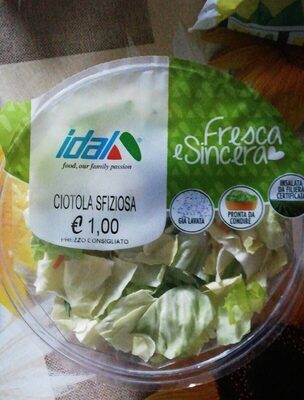 idal
food, our family passion
Fresca
e Sincera
CIOTOLA SFIZIOSA
€ 1,00
PREZZO CONSIGLIATO
GIÀ LAVATA
PRONTA DA
CONDIRE
INSALATA
DA FILIERA
CERTIFICATA